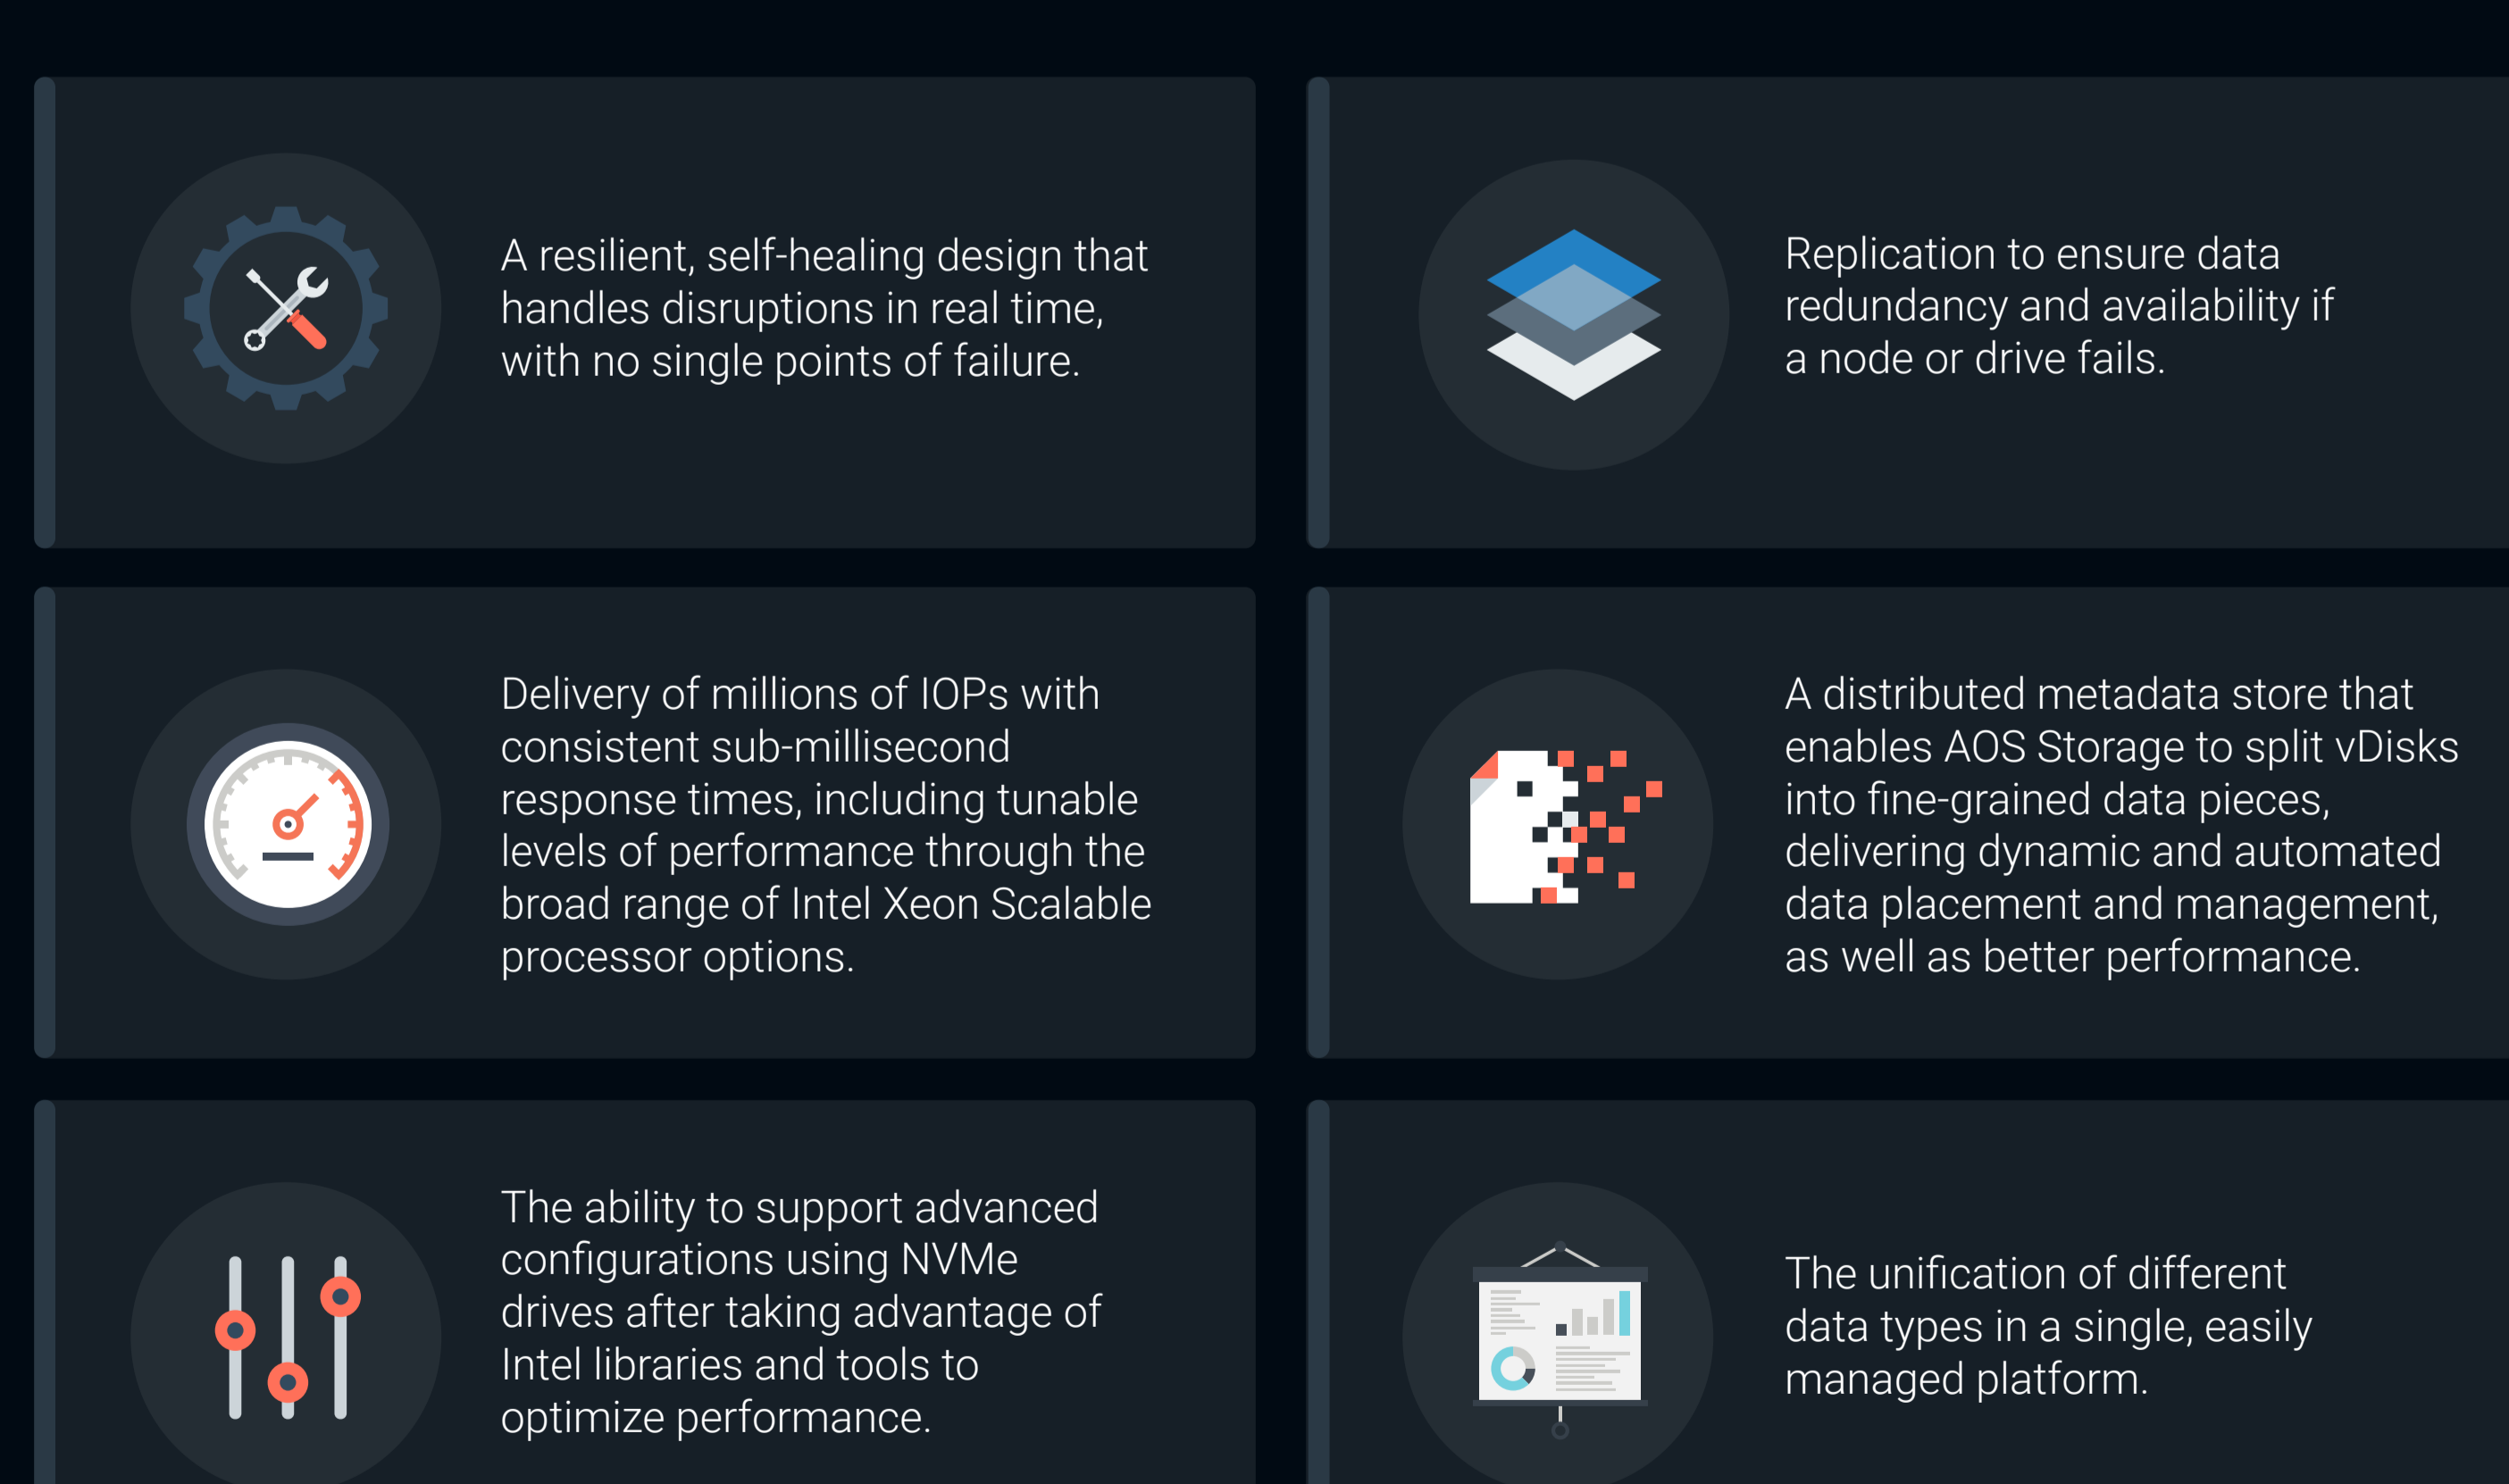 A resilient, self-healing design that
handles disruptions in real time,
with no single points of failure.
Replication to ensure data
redundancy and availability if
a node or drive fails.
Delivery of millions of IOPs with
consistent sub-millisecond
response times, including tunable
levels of performance through the
broad range of Intel Xeon Scalable
processor options.
A distributed metadata store that
enables AOS Storage to split vDisks
into fine-grained data pieces,
delivering dynamic and automated
data placement and management,
as well as better performance.
The ability to support advanced
configurations using NVMe
drives after taking advantage of
Intel libraries and tools to
optimize performance.
The unification of different
data types in a single, easily
managed platform.